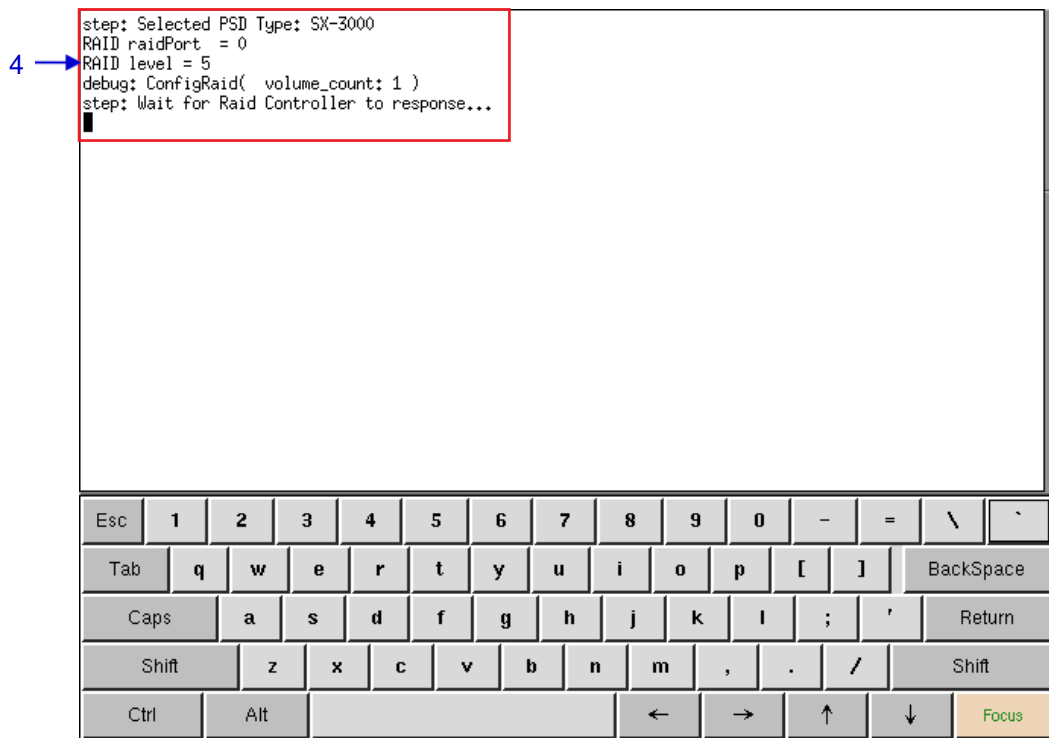 step: Selected PSD Type: SX-3000
RAID raidPort = 0
4
RAID level = 5
debug: ConfigRaid( volume_count: 1 )
step: Wait for Raid Controller to response...
Esc 1 2 3 4 5 6 7 8 9 0 - = \ `
Tab q w e r t y u i o p [ ] BackSpace
Caps a s d f g h j k l ; ' Return
Shift z x c v b n m , . / Shift
Ctrl Alt ← → ↑ ↓ Focus